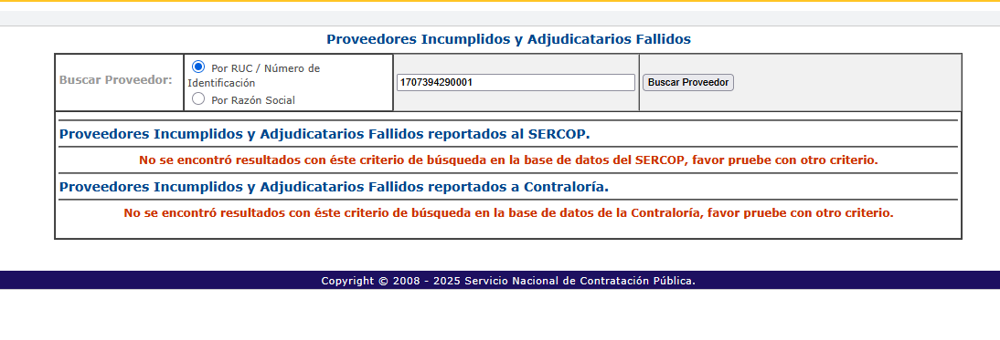 Proveedores Incumplidos y Adjudicatarios Fallidos
Buscar Proveedor:
Por RUC / Número de
Identificación
Por Razón Social
1707394290001
Buscar Proveedor
Proveedores Incumplidos y Adjudicatarios Fallidos reportados al SERCOP.
No se encontró resultados con éste criterio de búsqueda en la base de datos del SERCOP, favor pruebe con otro criterio.
Proveedores Incumplidos y Adjudicatarios Fallidos reportados a Contraloría.
No se encontró resultados con éste criterio de búsqueda en la base de datos de la Contraloría, favor pruebe con otro criterio.
Copyright © 2008 - 2025 Servicio Nacional de Contratación Pública.